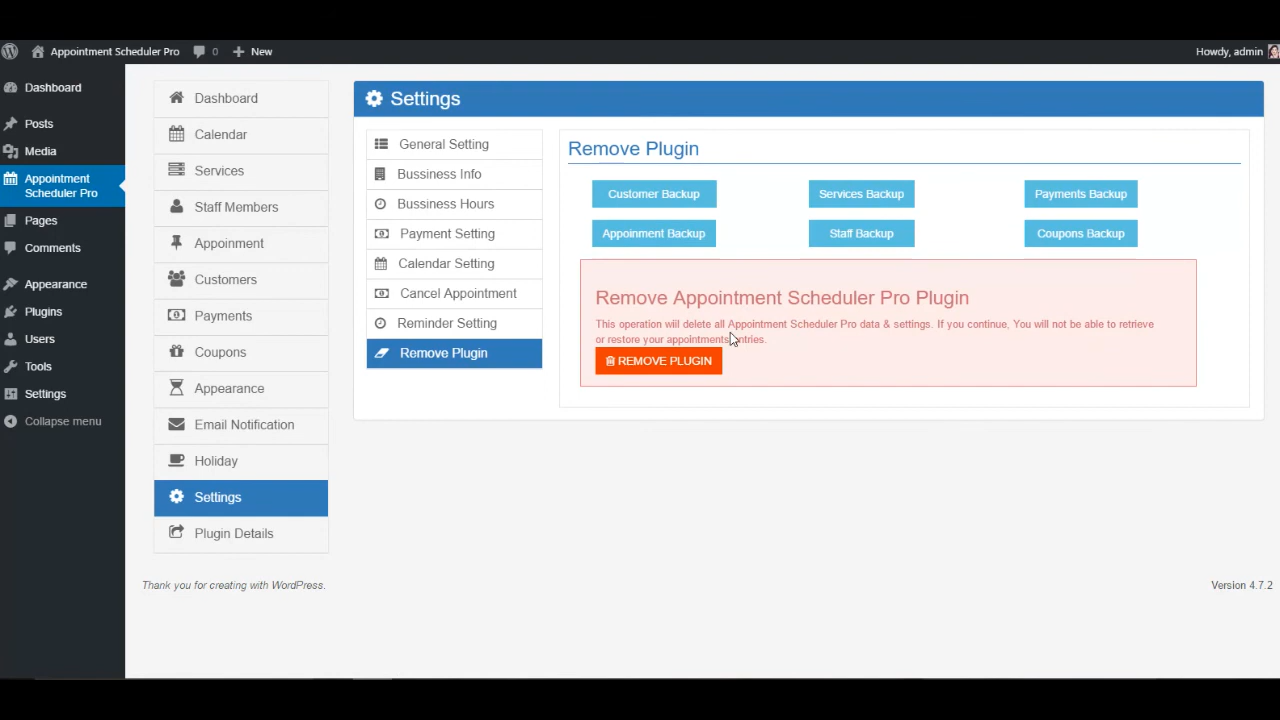 Appointment Scheduler Pro 0 New Howdy, admin
Dashboard
Posts
Media
Appointment
Scheduler Pro
Pages
Comments
Appearance
Plugins
Users
Tools
Settings
Collapse menu
Dashboard
Calendar
Services
Staff Members
Appoinment
Customers
Payments
Coupons
Appearance
Email Notification
Holiday
Settings
Plugin Details
Settings
General Setting
Bussiness Info
Bussiness Hours
Payment Setting
Calendar Setting
Cancel Appointment
Reminder Setting
Remove Plugin
Remove Plugin
Customer Backup Services Backup Payments Backup
Appoinment Backup Staff Backup Coupons Backup
Remove Appointment Scheduler Pro Plugin
This operation will delete all Appointment Scheduler Pro data & settings. If you continue, You will not be able to retrieve
or restore your appointments entries.
REMOVE PLUGIN
Thank you for creating with WordPress. Version 4.7.2